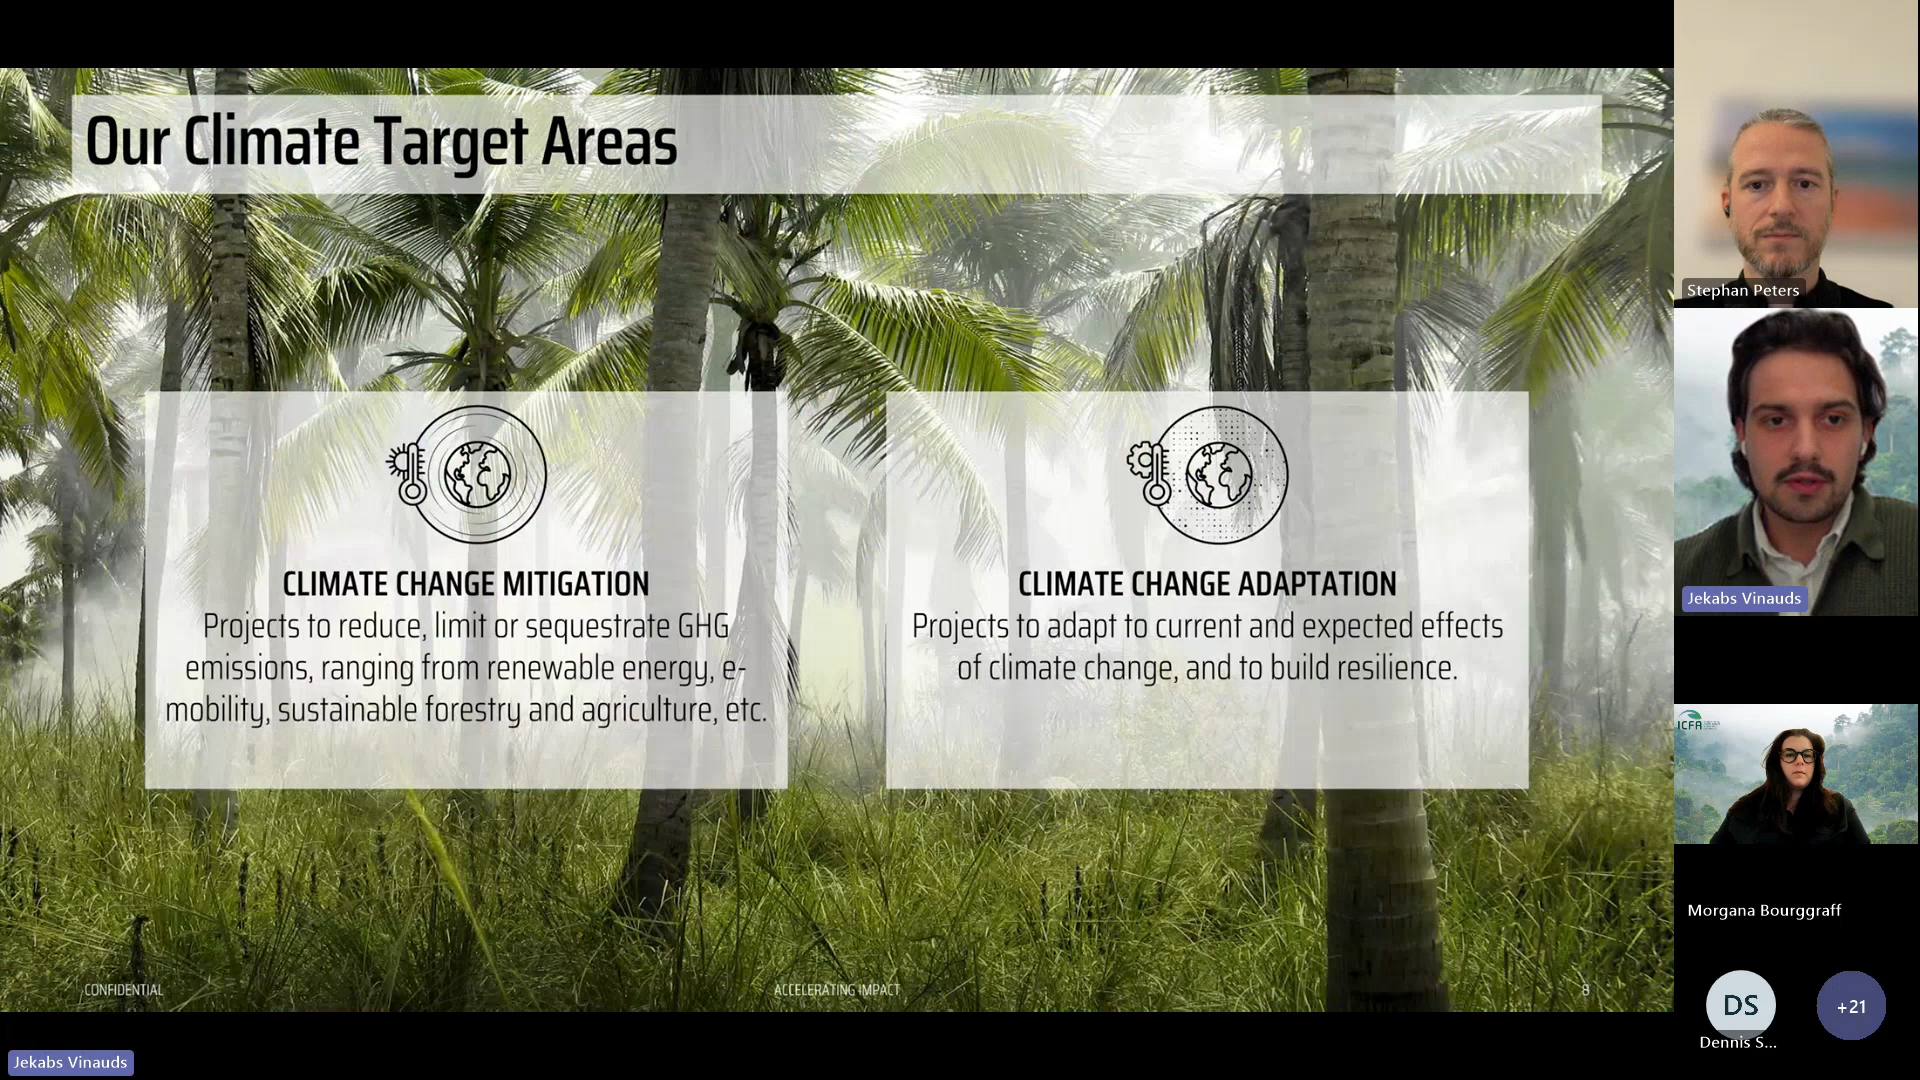 Our Climate Target Areas
CLIMATE CHANGE MITIGATION
Projects to reduce, limit or sequestrate GHG
emissions, ranging from renewable energy, e-
mobility, sustainable forestry and agriculture, etc.
CLIMATE CHANGE ADAPTATION
Projects to adapt to current and expected effects
of climate change, and to build resilience.
CONFIDENTIAL
ACCELERATING IMPACT
8
Jekabs Vinauds
Stephan Peters
Jekabs Vinauds
ICFA
Morgana Bourggraff
DS
Dennis S...
+21